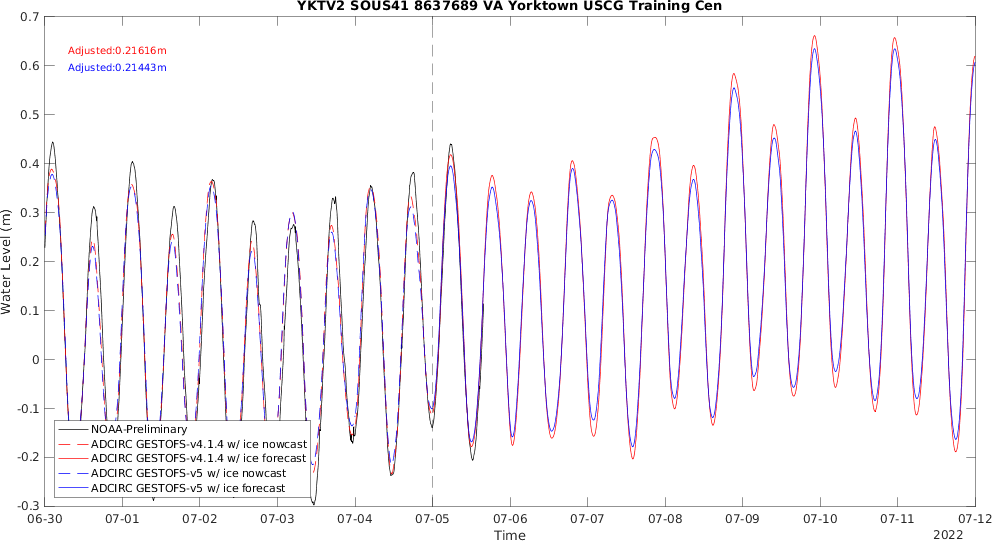 YKTV2 SOUS41 8637689 VA Yorktown USCG Training Cen
Adjusted:0.21616m
Adjusted:0.21443m
Water Level (m)
0.7
0.6
0.5
0.4
0.3
0.2
0.1
0
-0.1
-0.2
-0.3
NOAA-Preliminary
ADCIRC GESTOFS-v4.1.4 w/ ice nowcast
ADCIRC GESTOFS-v4.1.4 w/ ice forecast
ADCIRC GESTOFS-v5 w/ ice nowcast
ADCIRC GESTOFS-v5 w/ ice forecast
06-30 07-01 07-02 07-03 07-04 07-05 07-06 07-07 07-08 07-09 07-10 07-11 07-12
Time
2022